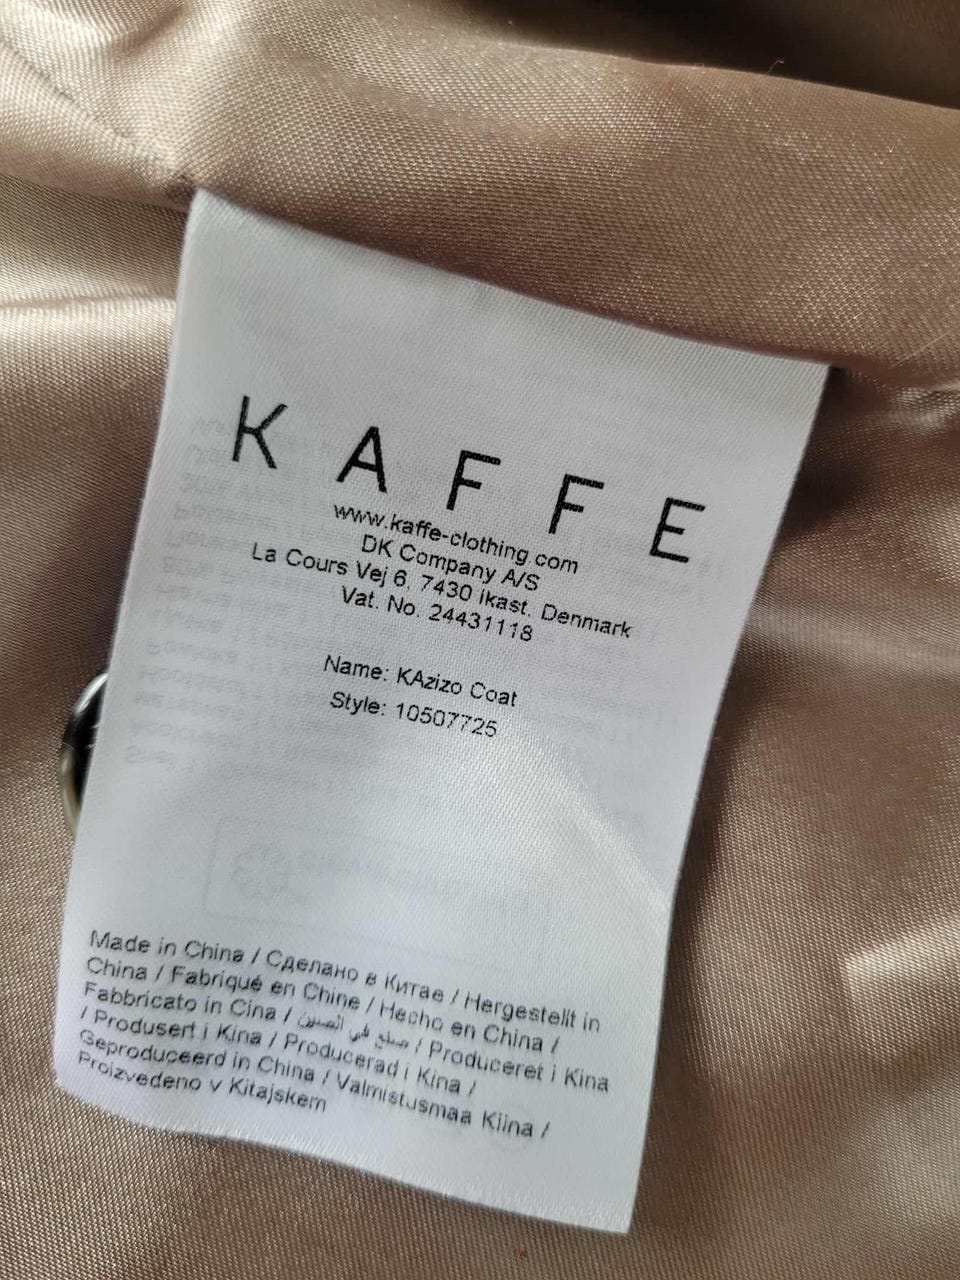 KAFFE
www.kaffe-clothing.com
DK Company A/S
La Cours Vej 6. 7430 Ikast. Denmark
Vat. No. 24431118
Name: KAzizo Coat
Style: 10507725
Made in China / Сделано в Китае / Hergestellt in
China / Fabriqué en Chine / Hecho en China /
Fabbricato in Cina / صنع في الصين / Produceret i Kina
/ Produsert i Kina / Producerad i Kina /
Geproduceerd in China / Valmistusmaa Kiina /
Proizvedeno v Kitajskem